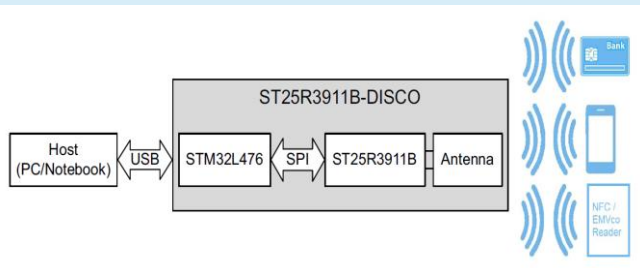 ST25R3911B-DISCO
Host
(PC/Notebook)
USB
STM32L476
SPI
ST25R3911B
Antenna
Bank
NFC /
EMVco
Reader